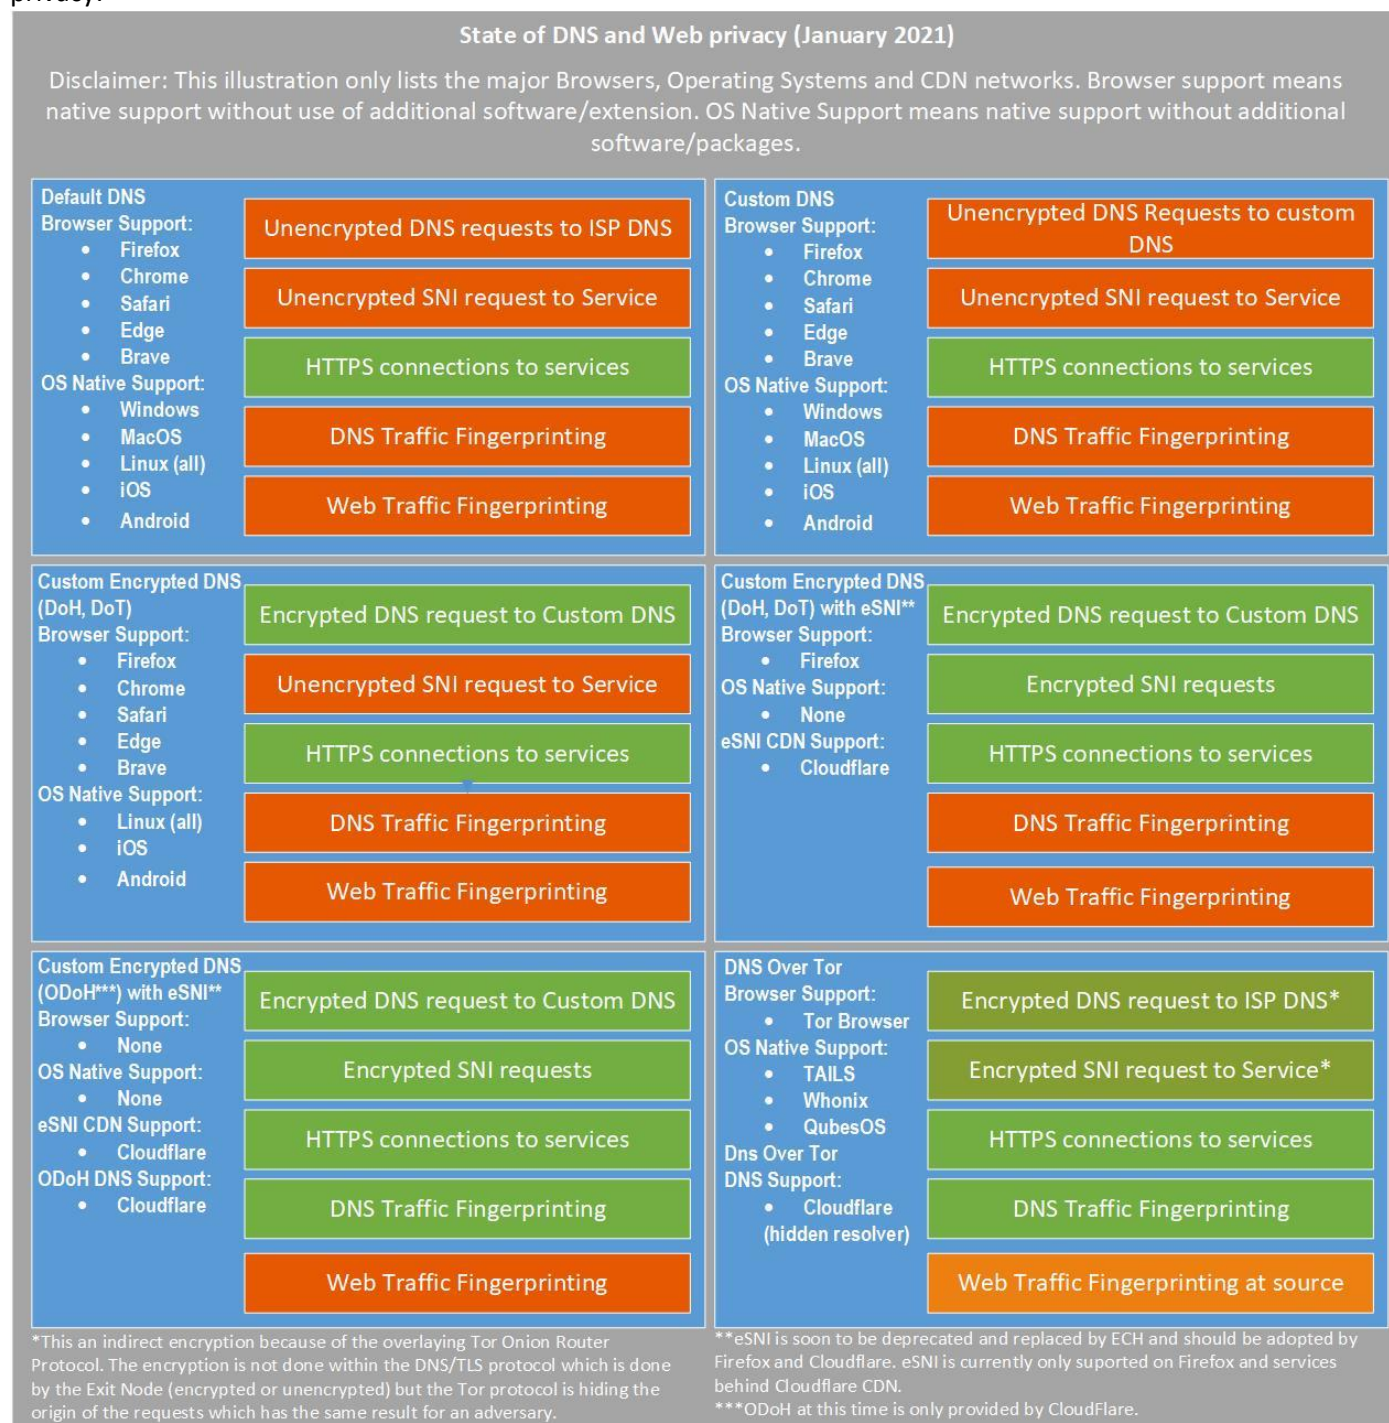 privacy.
State of DNS and Web privacy (January 2021)
Disclaimer: This illustration only lists the major Browsers, Operating Systems and CDN networks. Browser support means
native support without use of additional software/extension. OS Native Support means native support without additional
software/packages.
Default DNS
Browser Support:
• Firefox
• Chrome
• Safari
• Edge
• Brave
OS Native Support:
• Windows
• MacOS
• Linux (all)
• iOS
• Android
Unencrypted DNS requests to ISP DNS
Unencrypted SNI request to Service
HTTPS connections to services
DNS Traffic Fingerprinting
Web Traffic Fingerprinting
Custom DNS
Browser Support:
• Firefox
• Chrome
• Safari
• Edge
• Brave
OS Native Support:
• Windows
• MacOS
• Linux (all)
• iOS
• Android
Unencrypted DNS Requests to custom
DNS
Unencrypted SNI request to Service
HTTPS connections to services
DNS Traffic Fingerprinting
Web Traffic Fingerprinting
Custom Encrypted DNS
(DoH, DoT)
Browser Support:
• Firefox
• Chrome
• Safari
• Edge
• Brave
OS Native Support:
• Linux (all)
• iOS
• Android
Encrypted DNS request to Custom DNS
Unencrypted SNI request to Service
HTTPS connections to services
DNS Traffic Fingerprinting
Web Traffic Fingerprinting
Custom Encrypted DNS
(DoH, DoT) with eSNI**
Browser Support:
• Firefox
OS Native Support:
• None
eSNI CDN Support:
• Cloudflare
Encrypted DNS request to Custom DNS
Encrypted SNI requests
HTTPS connections to services
DNS Traffic Fingerprinting
Web Traffic Fingerprinting
Custom Encrypted DNS
(ODoH***) with eSNI**
Browser Support:
• None
OS Native Support:
• None
eSNI CDN Support:
• Cloudflare
ODoH DNS Support:
• Cloudflare
Encrypted DNS request to Custom DNS
Encrypted SNI requests
HTTPS connections to services
DNS Traffic Fingerprinting
Web Traffic Fingerprinting
DNS Over Tor
Browser Support:
• Tor Browser
OS Native Support:
• TAILS
• Whonix
• QubesOS
Dns Over Tor
DNS Support:
• Cloudflare
(hidden resolver)
Encrypted DNS request to ISP DNS*
Encrypted SNI request to Service*
HTTPS connections to services
DNS Traffic Fingerprinting
Web Traffic Fingerprinting at source
*This an indirect encryption because of the overlaying Tor Onion Router
Protocol. The encryption is not done within the DNS/TLS protocol which is done
by the Exit Node (encrypted or unencrypted) but the Tor protocol is hiding the
origin of the requests which has the same result for an adversary.
**eSNI is soon to be deprecated and replaced by ECH and should be adopted by
Firefox and Cloudflare. eSNI is currently only suported on Firefox and services
behind Cloudflare CDN.
***ODoH at this time is only provided by CloudFlare.